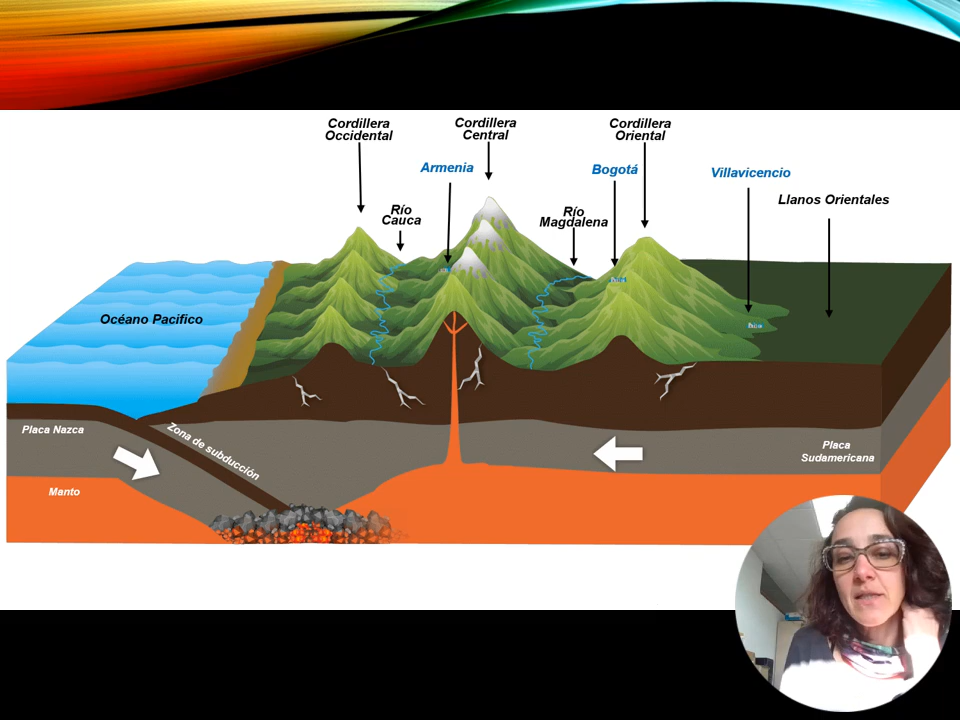 Cordillera
Occidental
Cordillera
Central
Cordillera
Oriental
Armenia
Bogotá
Villavicencio
Llanos Orientales
Río
Cauca
Río
Magdalena
Océano Pacífico
Placa Nazca
Zona de subducción
Placa
Sudamericana
Manto